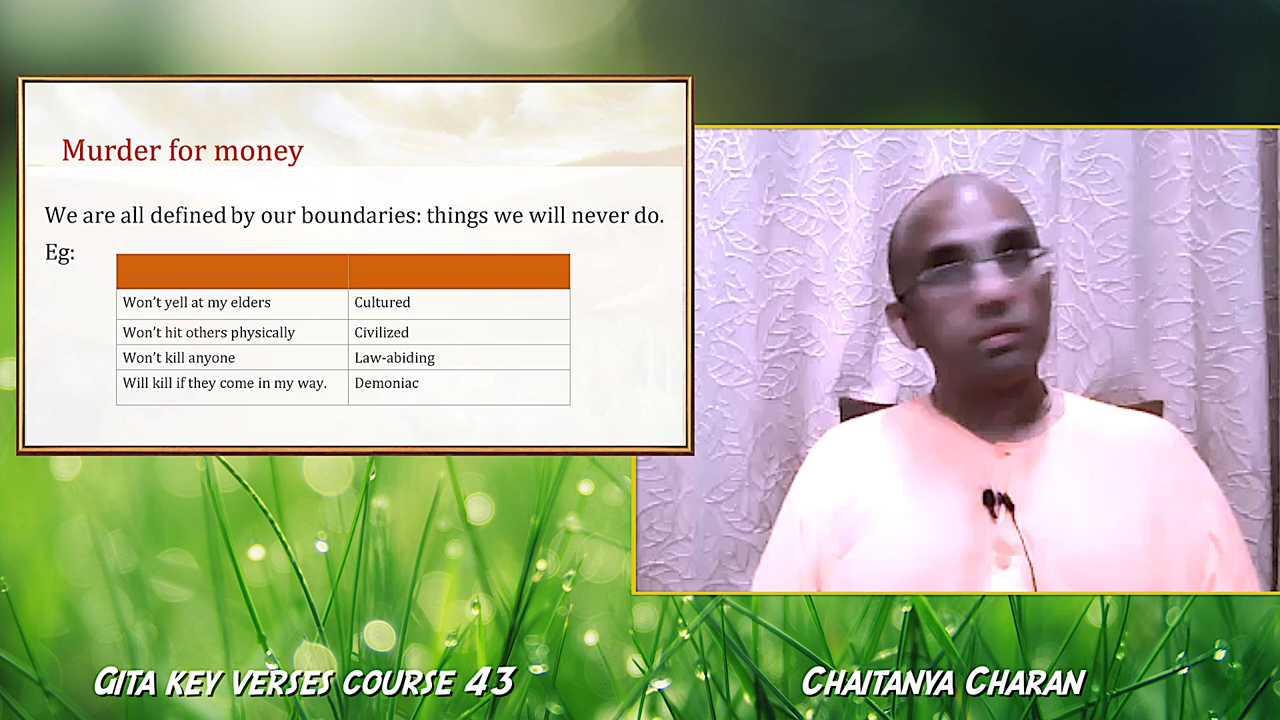 Murder for money
We are all defined by our boundaries: things we will never do.
Eg:
Won't yell at my elders Cultured
Won't hit others physically Civilized
Won't kill anyone Law-abiding
Will kill if they come in my way. Demoniac
GITA KEY VERSES COURSE 43
CHAITANYA CHARAN